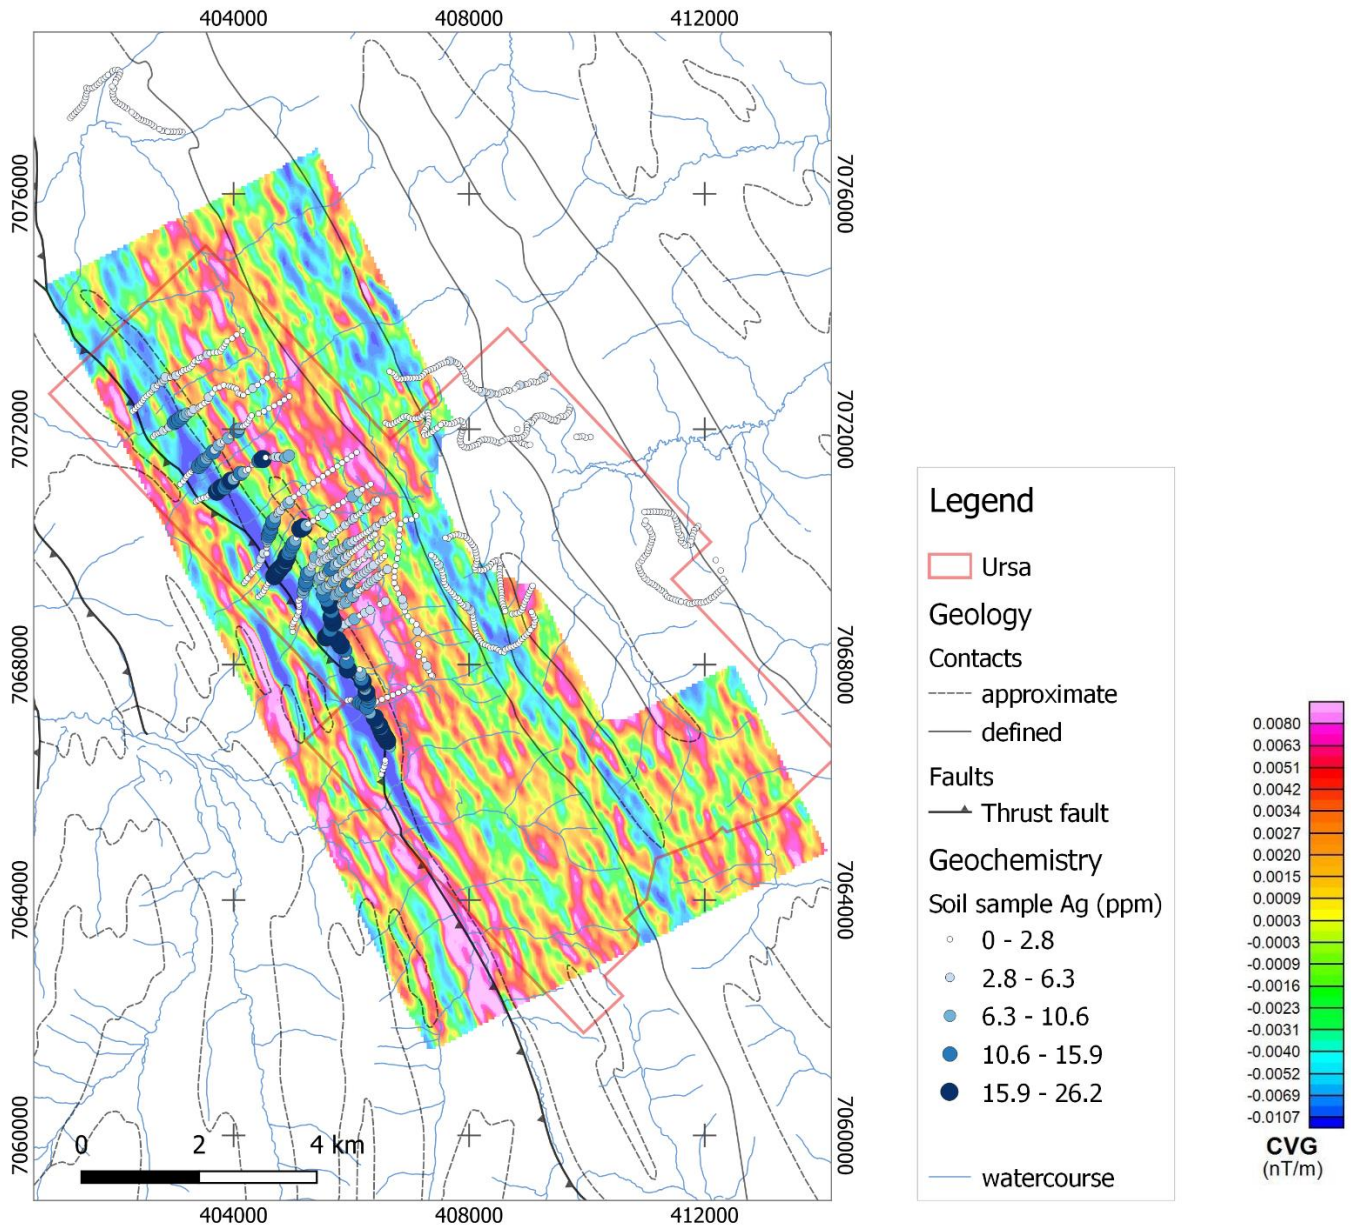 404000 408000 412000
7076000 7076000
7072000 7072000
7068000 7068000
7064000 7064000
7060000 7060000
0 2 4 km
404000 408000 412000
Legend
Ursa
Geology
Contacts
approximate
defined
Faults
Thrust fault
Geochemistry
Soil sample Ag (ppm)
0 - 2.8
2.8 - 6.3
6.3 - 10.6
10.6 - 15.9
15.9 - 26.2
watercourse
0.0080
0.0063
0.0051
0.0042
0.0034
0.0027
0.0020
0.0015
0.0009
0.0003
-0.0003
-0.0009
-0.0016
-0.0023
-0.0031
-0.0040
-0.0052
-0.0069
-0.0107
CVG
(nT/m)